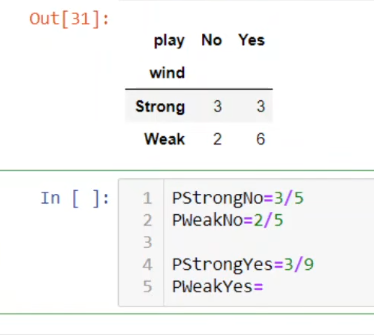 Out[31]:
play No Yes
wind
Strong 3 3
Weak 2 6
In [ ]:
1 PStrongNo=3/5
2 PWeakNo=2/5
3
4 PStrongYes=3/9
5 PWeakYes=